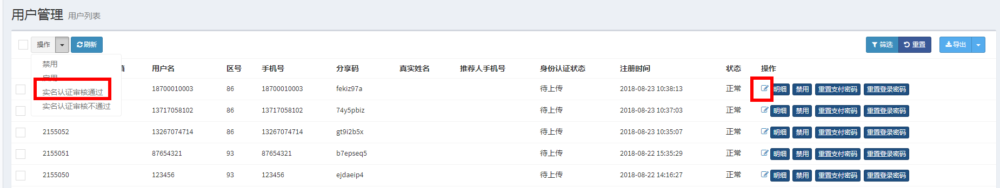 用户管理 用户列表
操作 刷新 筛选 重置 导出
禁用
启用
实名认证审核通过
实名认证审核不通过
用户名 区号 手机号 分享码 真实姓名 推荐人手机号 身份认证状态 注册时间 状态 操作
18700010003 86 18700010003 fekiz97a 待上传 2018-08-23 10:38:13 正常 明细 禁用 重置支付密码 重置登录密码
13717058102 86 13717058102 74y5pbiz 待上传 2018-08-23 10:37:03 正常 明细 禁用 重置支付密码 重置登录密码
2155052 13267074714 86 13267074714 gt9i2b5x 待上传 2018-08-23 10:35:07 正常 明细 禁用 重置支付密码 重置登录密码
2155051 87654321 93 87654321 b7epseq5 待上传 2018-08-22 15:35:29 正常 明细 禁用 重置支付密码 重置登录密码
2155050 123456 93 123456 ejdaeip4 待上传 2018-08-22 14:16:27 正常 明细 禁用 重置支付密码 重置登录密码